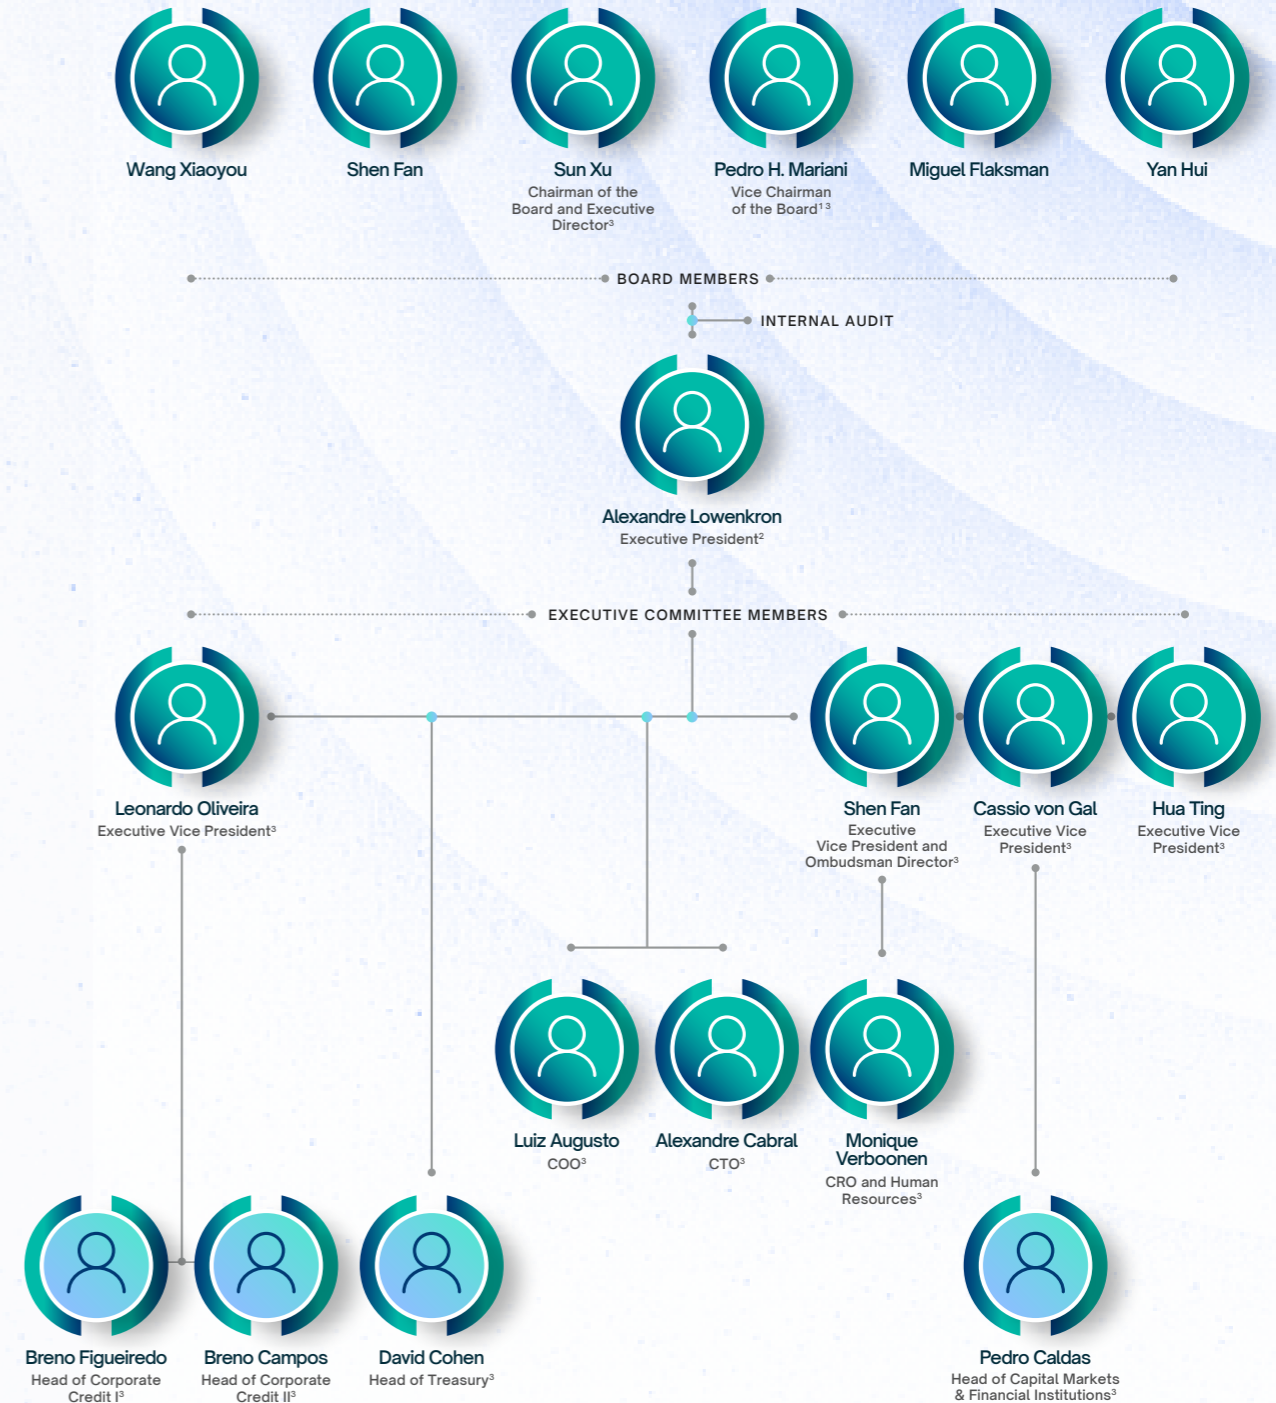 Wang Xiaoyou
Shen Fan
Sun Xu
Chairman of the
Board and Executive
Director³
Pedro H. Mariani
Vice Chairman
of the Board¹ ³
Miguel Flaksman
Yan Hui
BOARD MEMBERS
INTERNAL AUDIT
Alexandre Lowenkron
Executive President²
EXECUTIVE COMMITTEE MEMBERS
Leonardo Oliveira
Executive Vice President³
Shen Fan
Executive
Vice President and
Ombudsman Director³
Cassio von Gal
Executive Vice
President³
Hua Ting
Executive Vice
President³
Luiz Augusto
COO³
Alexandre Cabral
CTO³
Monique
Verboonen
CRO and Human
Resources³
Breno Figueiredo
Head of Corporate
Credit I³
Breno Campos
Head of Corporate
Credit II³
David Cohen
Head of Treasury³
Pedro Caldas
Head of Capital Markets
& Financial Institutions³